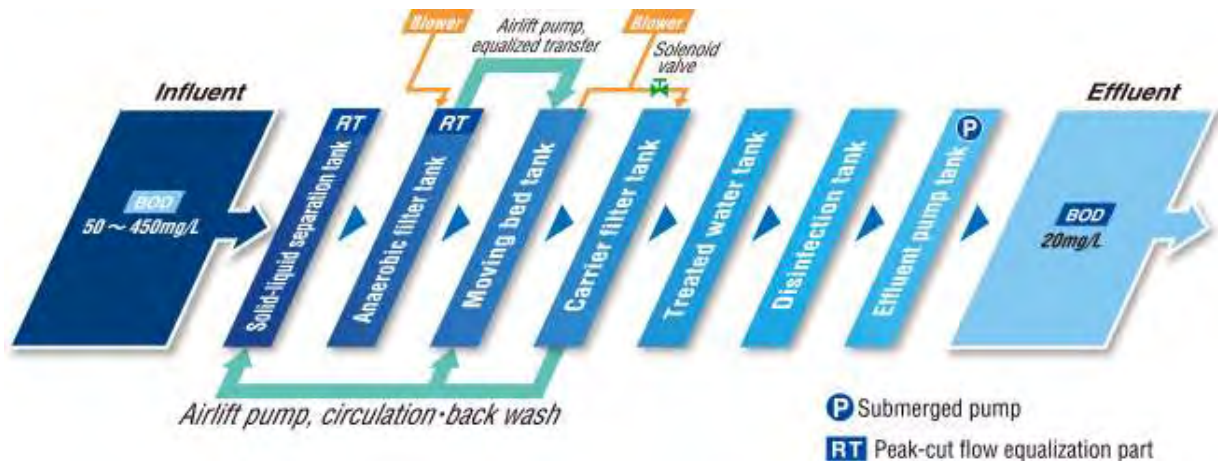 Blower
Airlift pump,
equalized transfer
Blower
Solenoid
valve
Influent
Effluent
BOD
50 ~ 450mg/L
RT
Solid-liquid separation tank
RT
Anaerobic filter tank
Moving bed tank
Carrier filter tank
Treated water tank
Disinfection tank
P
Effluent pump tank
BOD
20mg/L
Airlift pump, circulation・back wash
P Submerged pump
RT Peak-cut flow equalization part